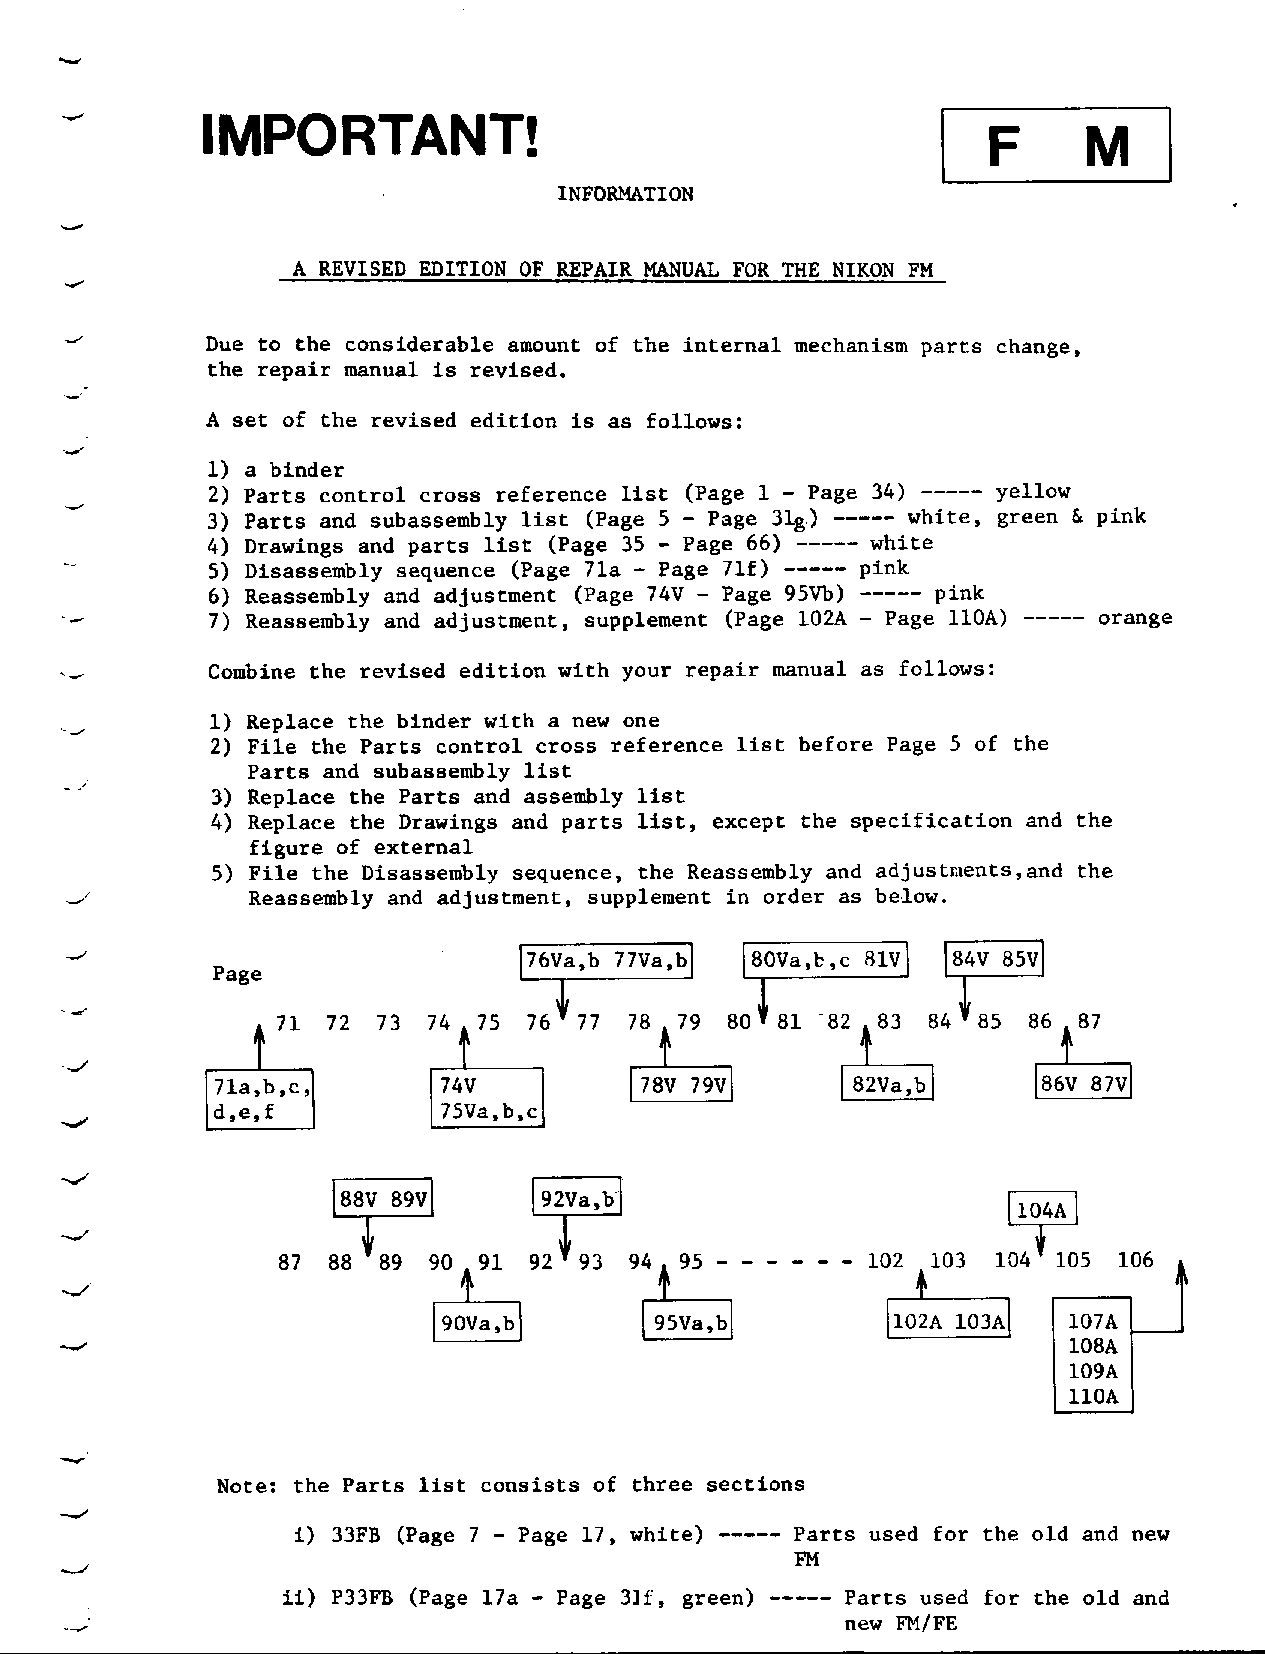 IMPORTANT!
F M
INFORMATION
A REVISED EDITION OF REPAIR MANUAL FOR THE NIKON FM
Due to the considerable amount of the internal mechanism parts change,
the repair manual is revised.
A set of the revised edition is as follows:
1) a binder
2) Parts control cross reference list (Page 1 - Page 34) ----- yellow
3) Parts and subassembly list (Page 5 - Page 31g) ----- white, green & pink
4) Drawings and parts list (Page 35 - Page 66) ----- white
5) Disassembly sequence (Page 71a - Page 71f) ----- pink
6) Reassembly and adjustment (Page 74V - Page 95Vb) ----- pink
7) Reassembly and adjustment, supplement (Page 102A - Page 110A) ----- orange
Combine the revised edition with your repair manual as follows:
1) Replace the binder with a new one
2) File the Parts control cross reference list before Page 5 of the
Parts and subassembly list
3) Replace the Parts and assembly list
4) Replace the Drawings and parts list, except the specification and the
figure of external
5) File the Disassembly sequence, the Reassembly and adjustments,and the
Reassembly and adjustment, supplement in order as below.
Page
76Va,b 77Va,b
80Va,b,c 81V
84V 85V
71 72 73 74 75 76 77 78 79 80 81 82 83 84 85 86 87
71a,b,c,
d,e,f
74V
75Va,b,c
78V 79V
82Va,b
86V 87V
88V 89V
92Va,b
104A
87 88 89 90 91 92 93 94 95 - - - - - - 102 103 104 105 106
90Va,b
95Va,b
102A 103A
107A
108A
109A
110A
Note: the Parts list consists of three sections
i) 33FB (Page 7 - Page 17, white) ----- Parts used for the old and new
FM
ii) P33FB (Page 17a - Page 31f, green) ----- Parts used for the old and
new FM/FE